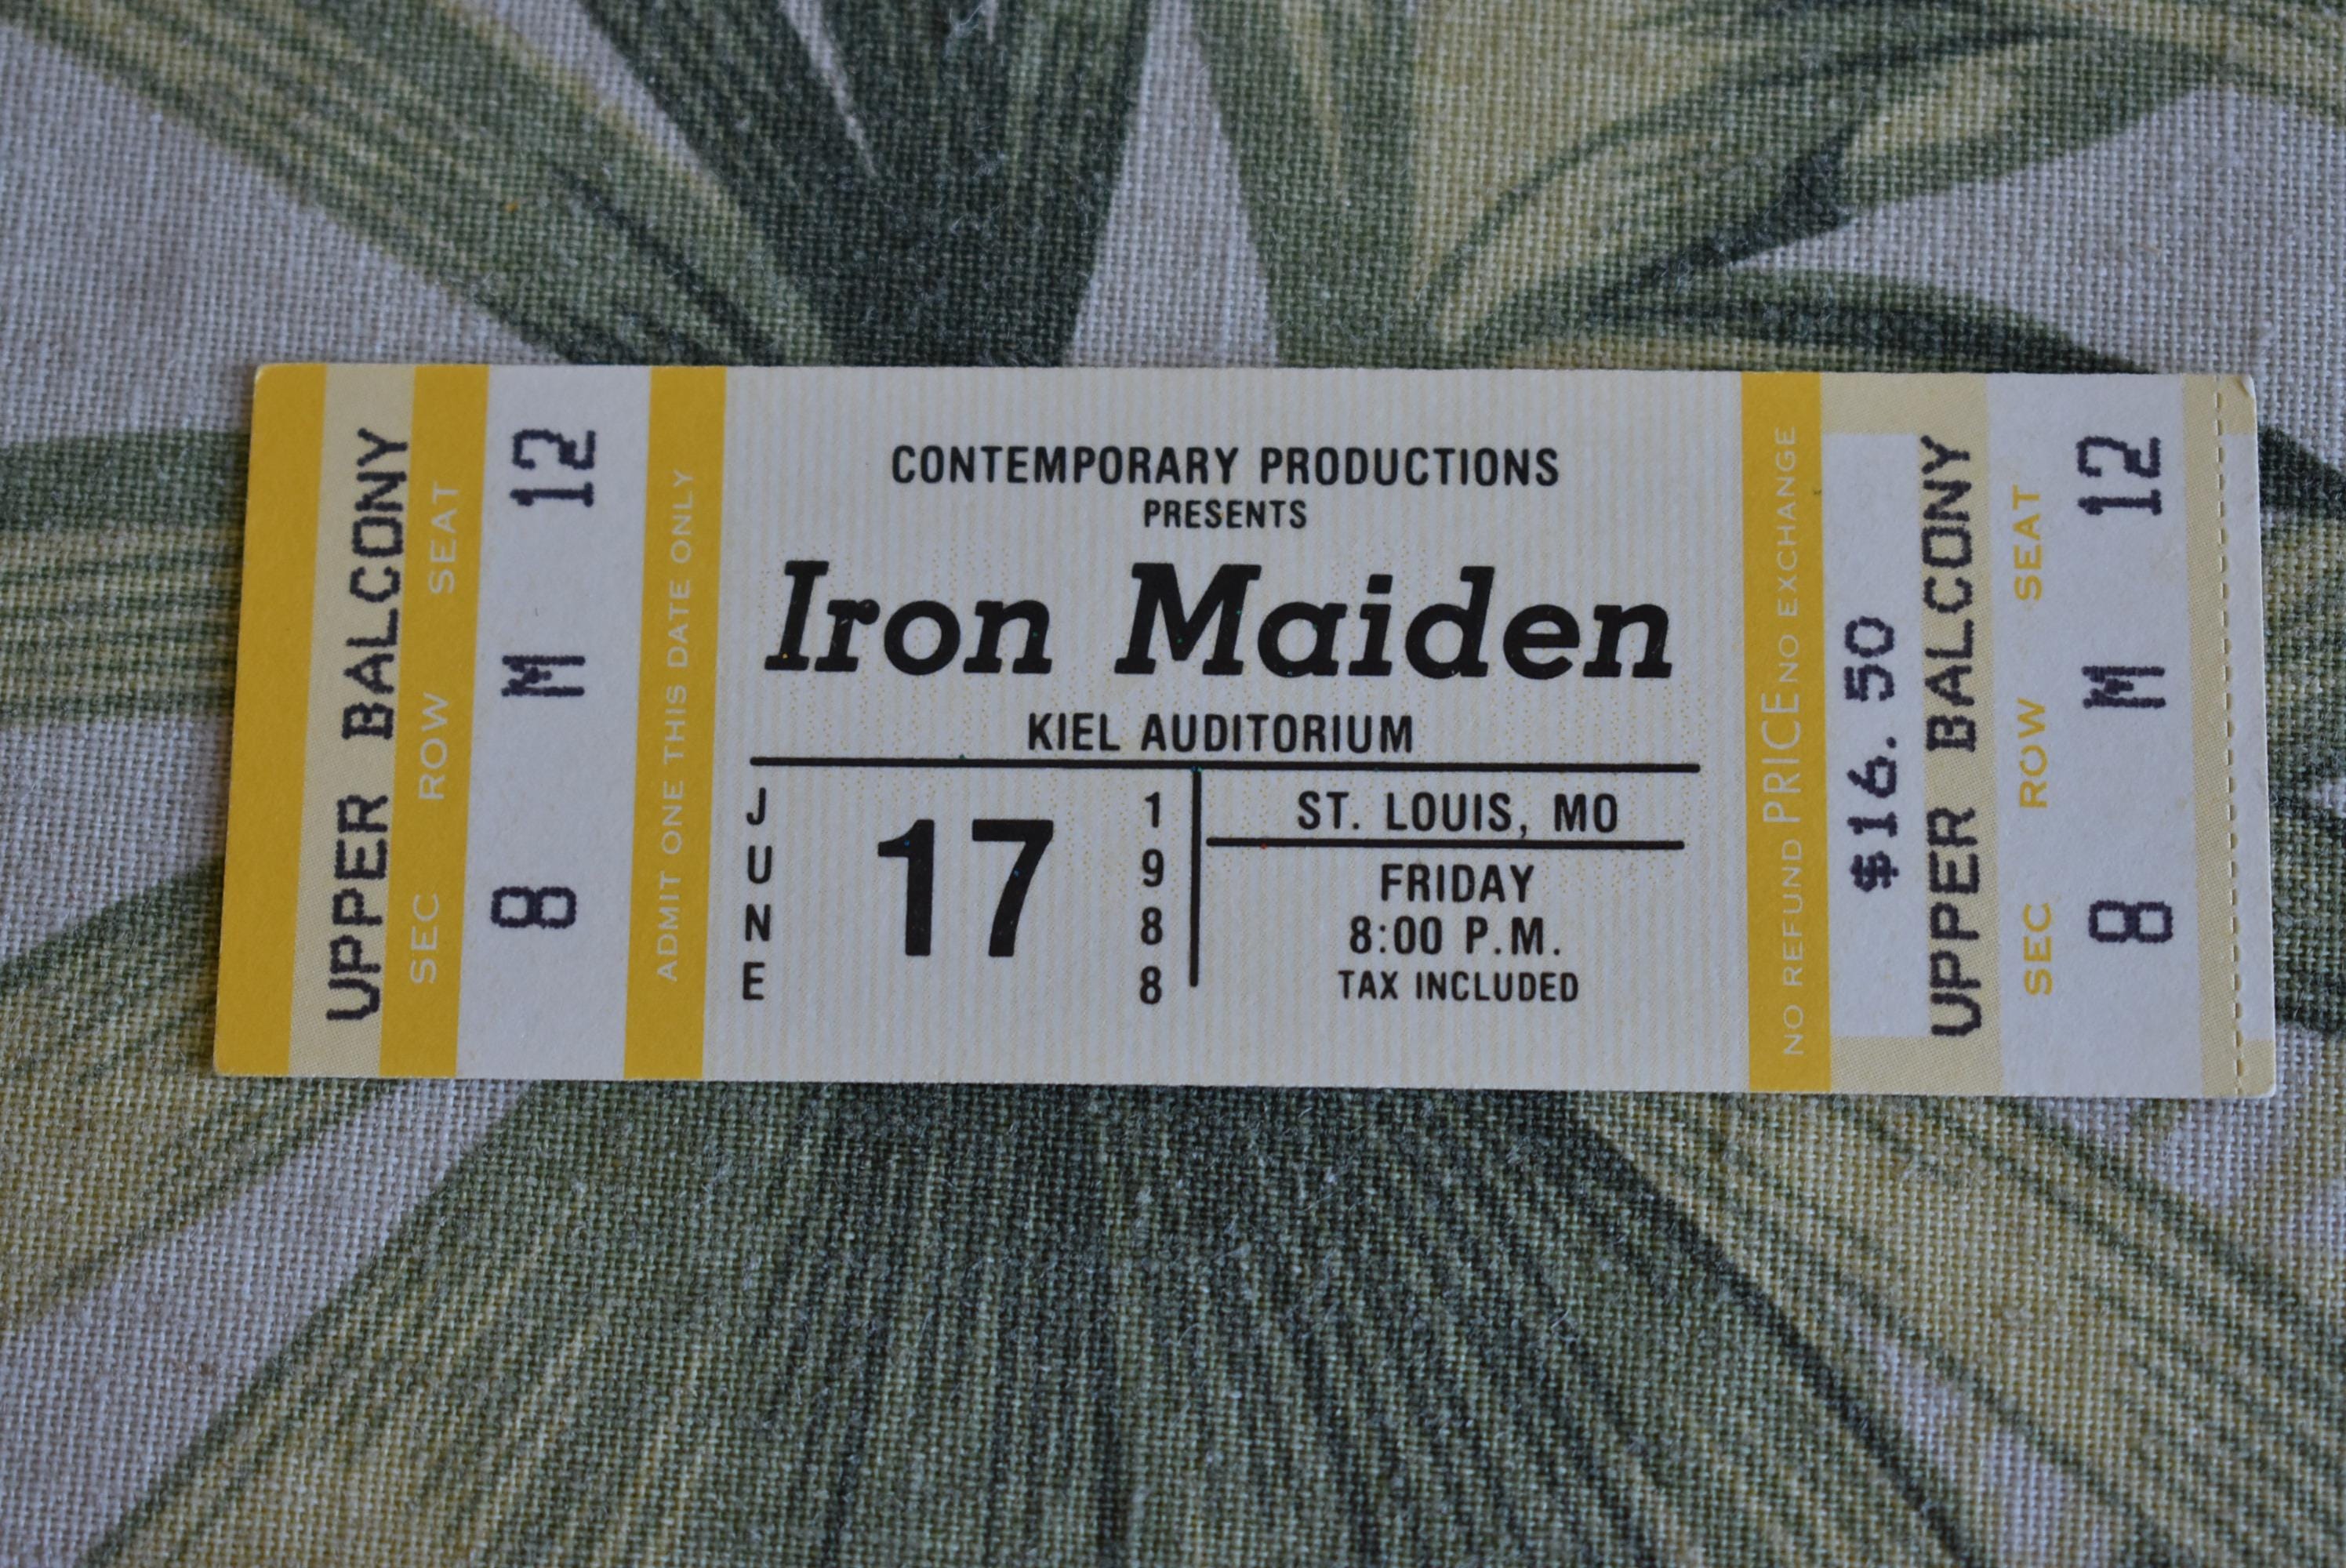 UPPER BALCONY
SEC ROW SEAT
8 M 12
ADMIT ONE THIS DATE ONLY
CONTEMPORARY PRODUCTIONS
PRESENTS
Iron Maiden
KIEL AUDITORIUM
JUNE 17 1988
ST. LOUIS, MO
FRIDAY
8:00 P.M.
TAX INCLUDED
NO REFUND PRICE NO EXCHANGE
$16.50
UPPER BALCONY
SEC ROW SEAT
8 M 12